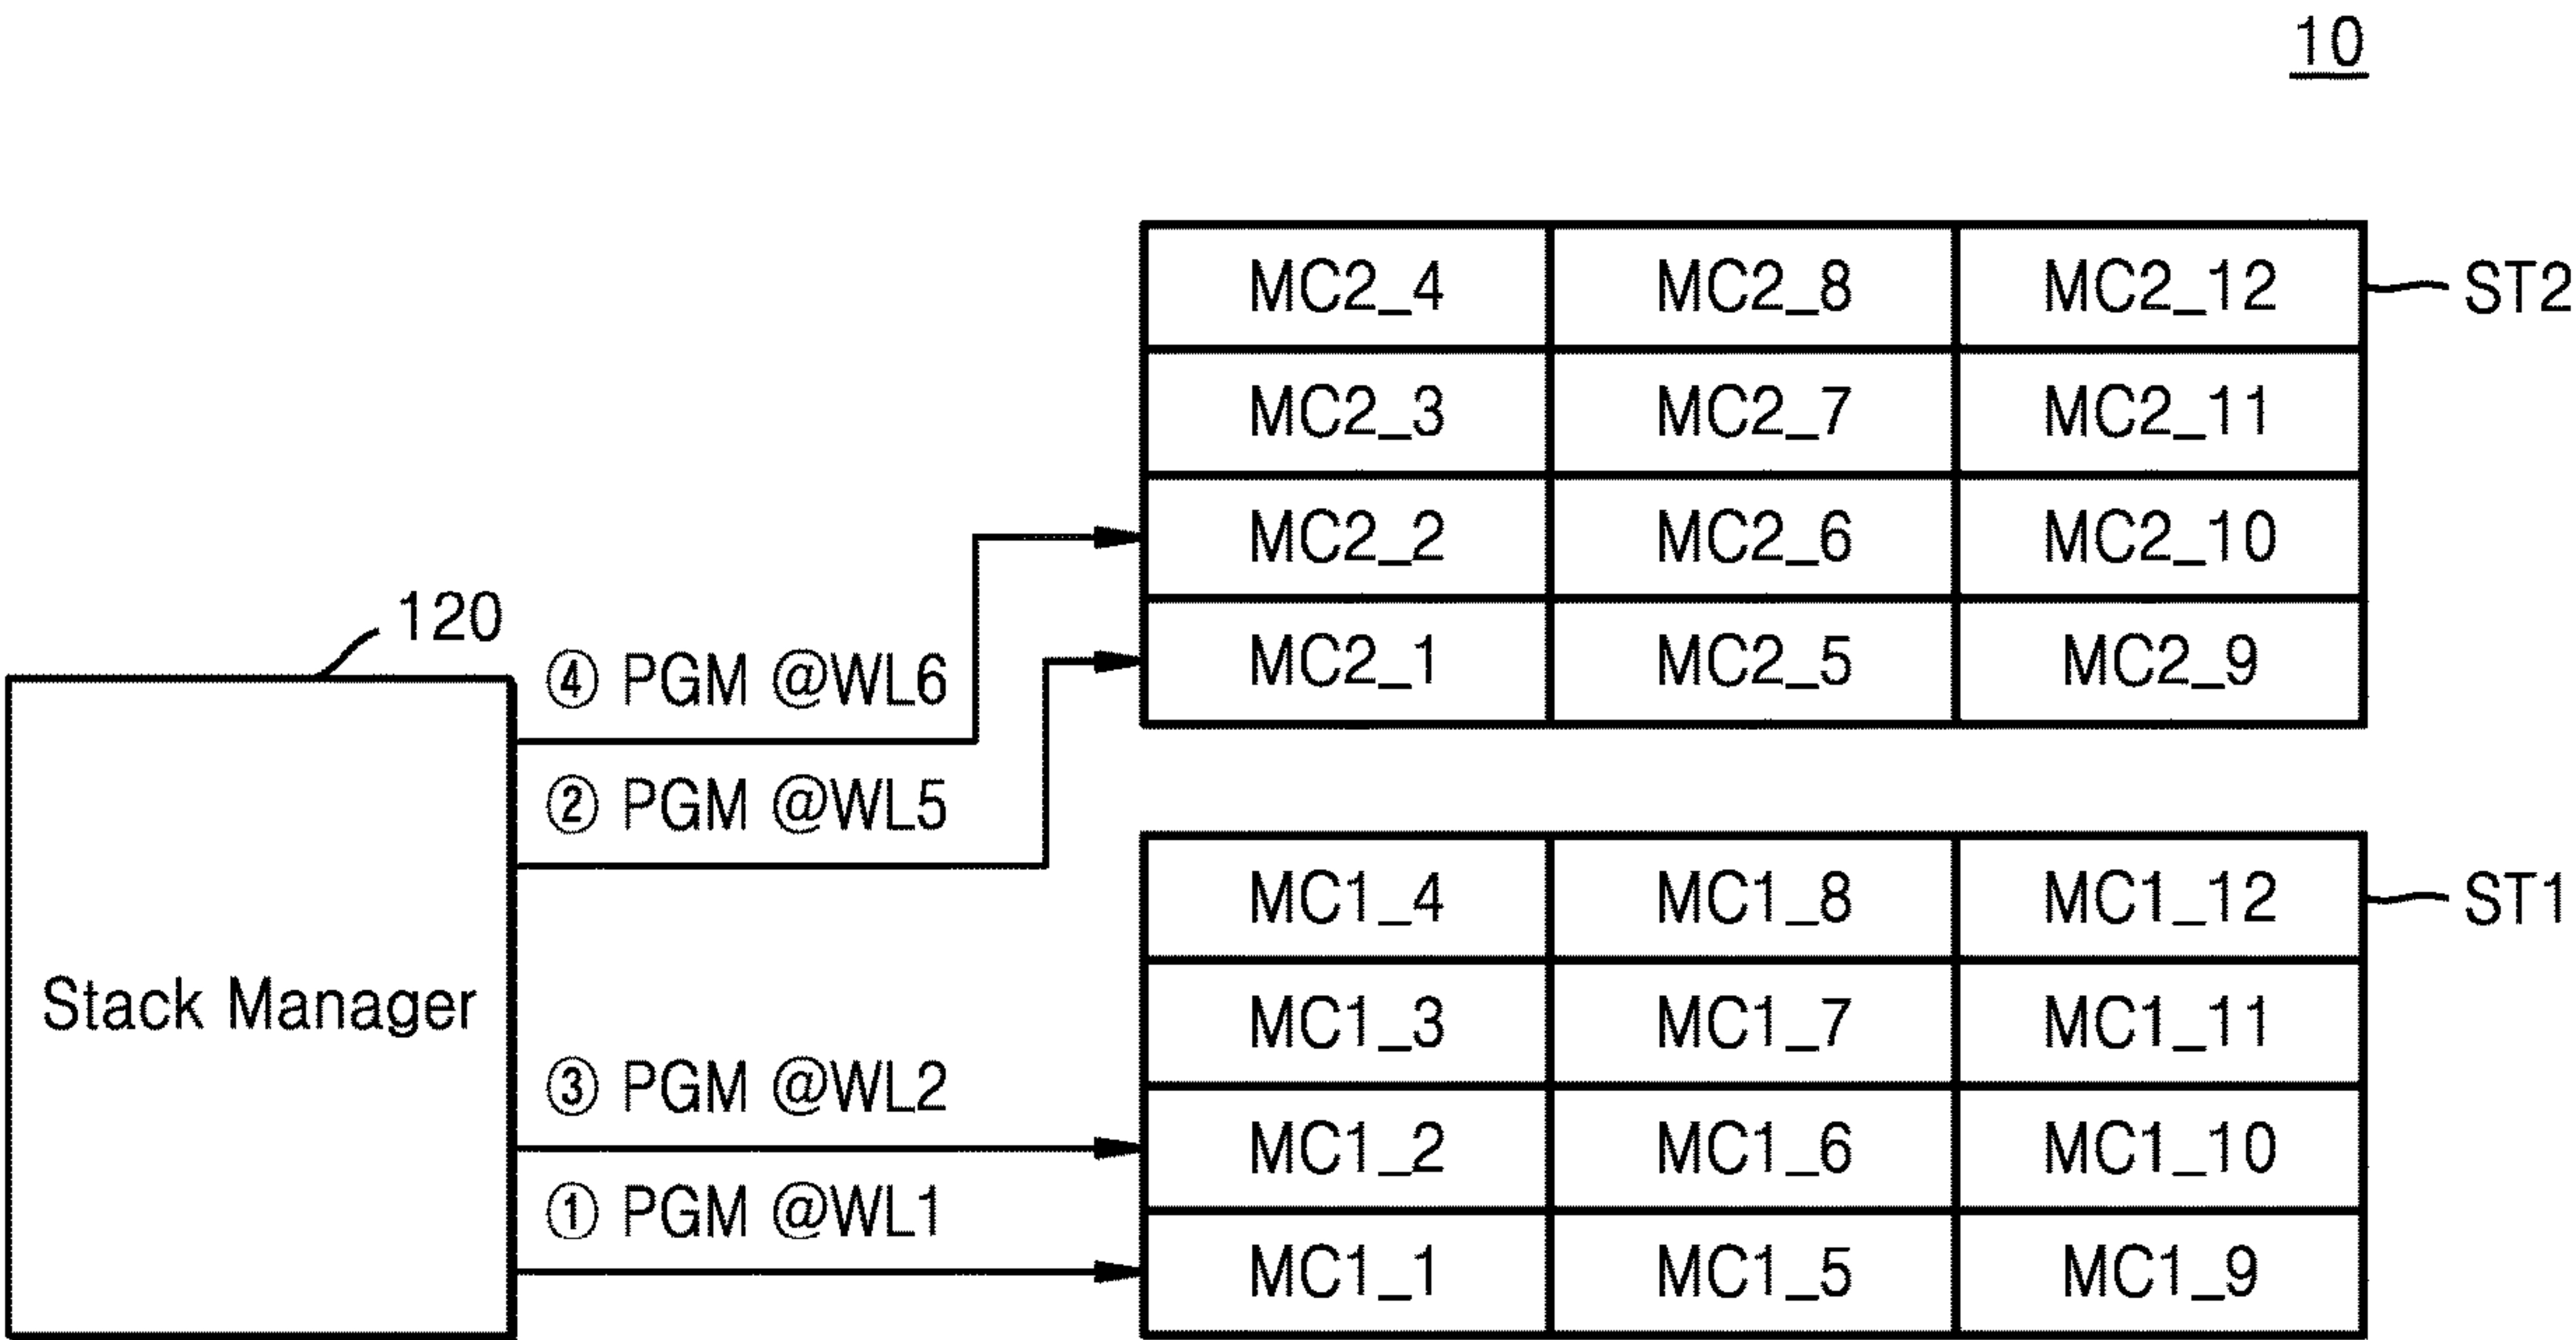 10
MC2_4 MC2_8 MC2_12 ST2
MC2_3 MC2_7 MC2_11
MC2_2 MC2_6 MC2_10
120
④ PGM @WL6
MC2_1 MC2_5 MC2_9
② PGM @WL5
MC1_4 MC1_8 MC1_12 ST1
Stack Manager
MC1_3 MC1_7 MC1_11
③ PGM @WL2
MC1_2 MC1_6 MC1_10
① PGM @WL1
MC1_1 MC1_5 MC1_9